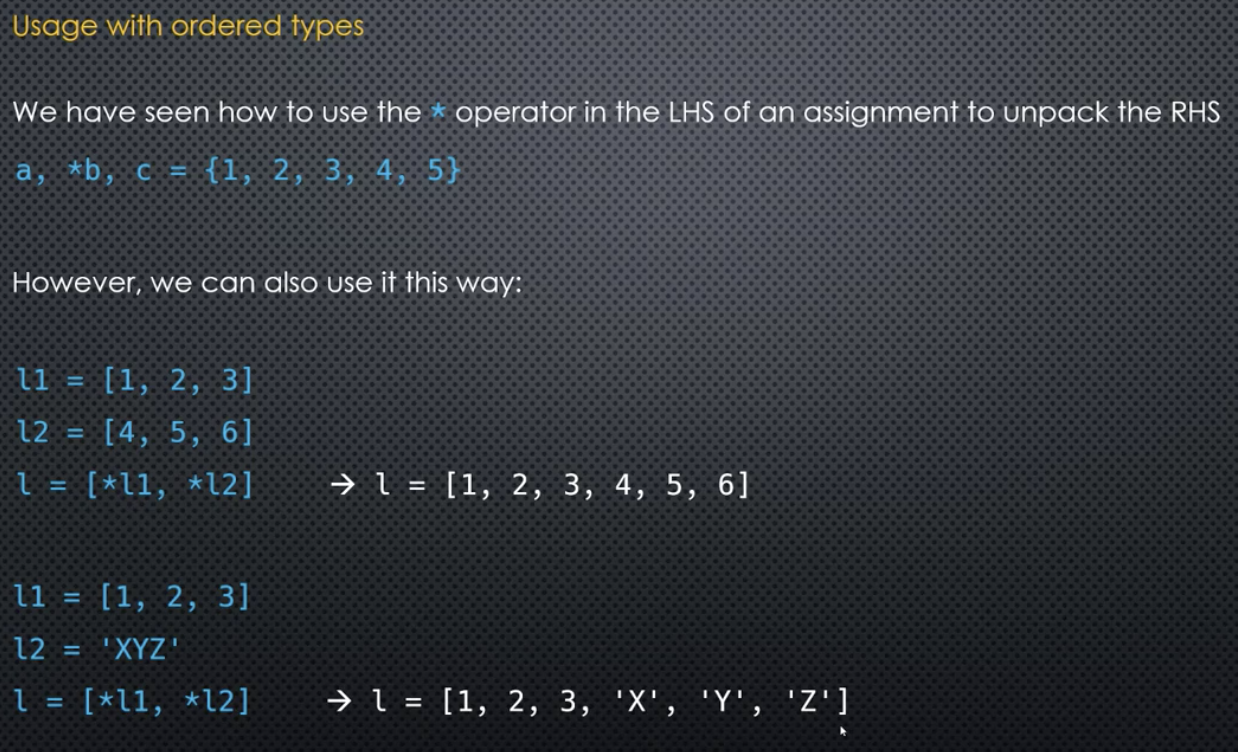 Usage with ordered types
We have seen how to use the * operator in the LHS of an assignment to unpack the RHS
a, *b, c = {1, 2, 3, 4, 5}
However, we can also use it this way:
l1 = [1, 2, 3]
l2 = [4, 5, 6]
l = [*l1, *l2] → l = [1, 2, 3, 4, 5, 6]
l1 = [1, 2, 3]
l2 = 'XYZ'
l = [*l1, *l2] → l = [1, 2, 3, 'X', 'Y', 'Z']